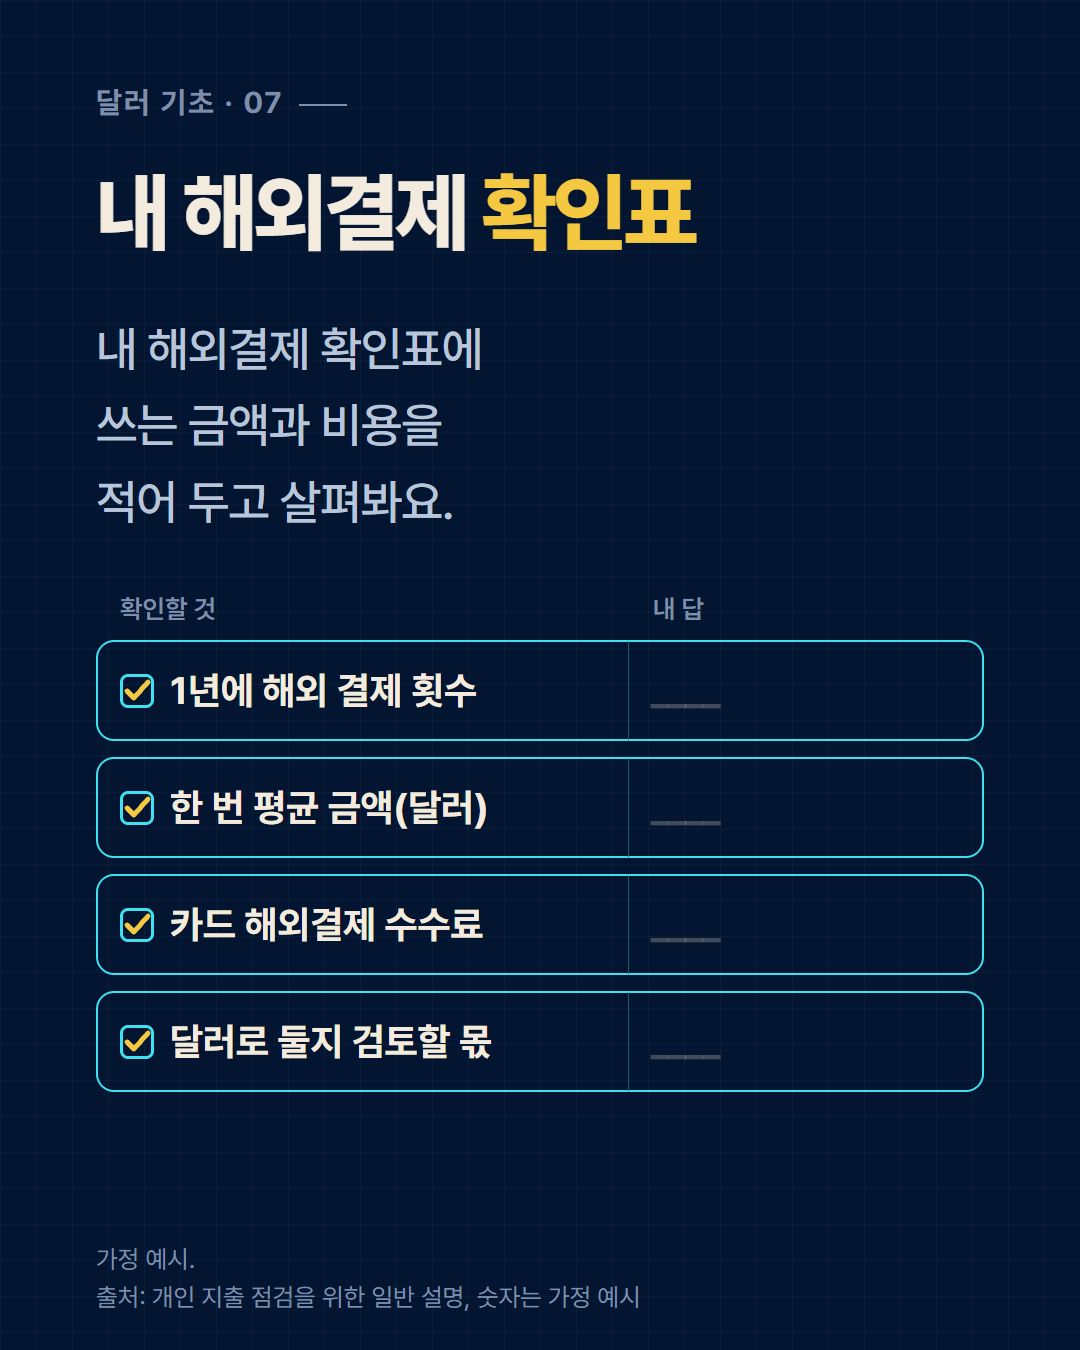 달러 기초 · 07
내 해외결제 확인표
내 해외결제 확인표에
쓰는 금액과 비용을
적어 두고 살펴봐요.
확인할 것 내 답
1년에 해외 결제 횟수 ____
한 번 평균 금액(달러) ____
카드 해외결제 수수료 ____
달러로 둘지 검토할 몫 ____
가정 예시.
출처: 개인 지출 점검을 위한 일반 설명, 숫자는 가정 예시